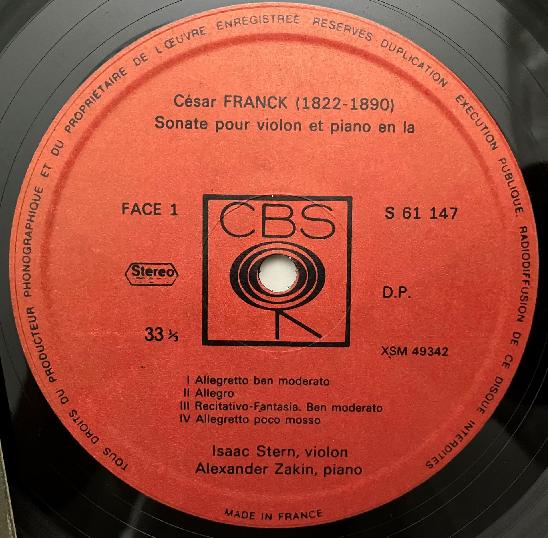 TOUS DROITS DU PRODUCTEUR PHONOGRAPHIQUE ET DU PROPRIÉTAIRE DE L'ŒUVRE ENREGISTRÉE RÉSERVÉS DUPLICATION EXÉCUTION PUBLIQUE, RADIODIFFUSION DE CE DISQUE INTERDITES
César FRANCK (1822-1890)
Sonate pour violon et piano en la
FACE 1
CBS
S 61 147
Stereo
D.P.
33 ⅓
XSM 49342
I Allegretto ben moderato
II Allegro
III Recitativo-Fantasia. Ben moderato
IV Allegretto poco mosso
Isaac Stern, violon
Alexander Zakin, piano
MADE IN FRANCE